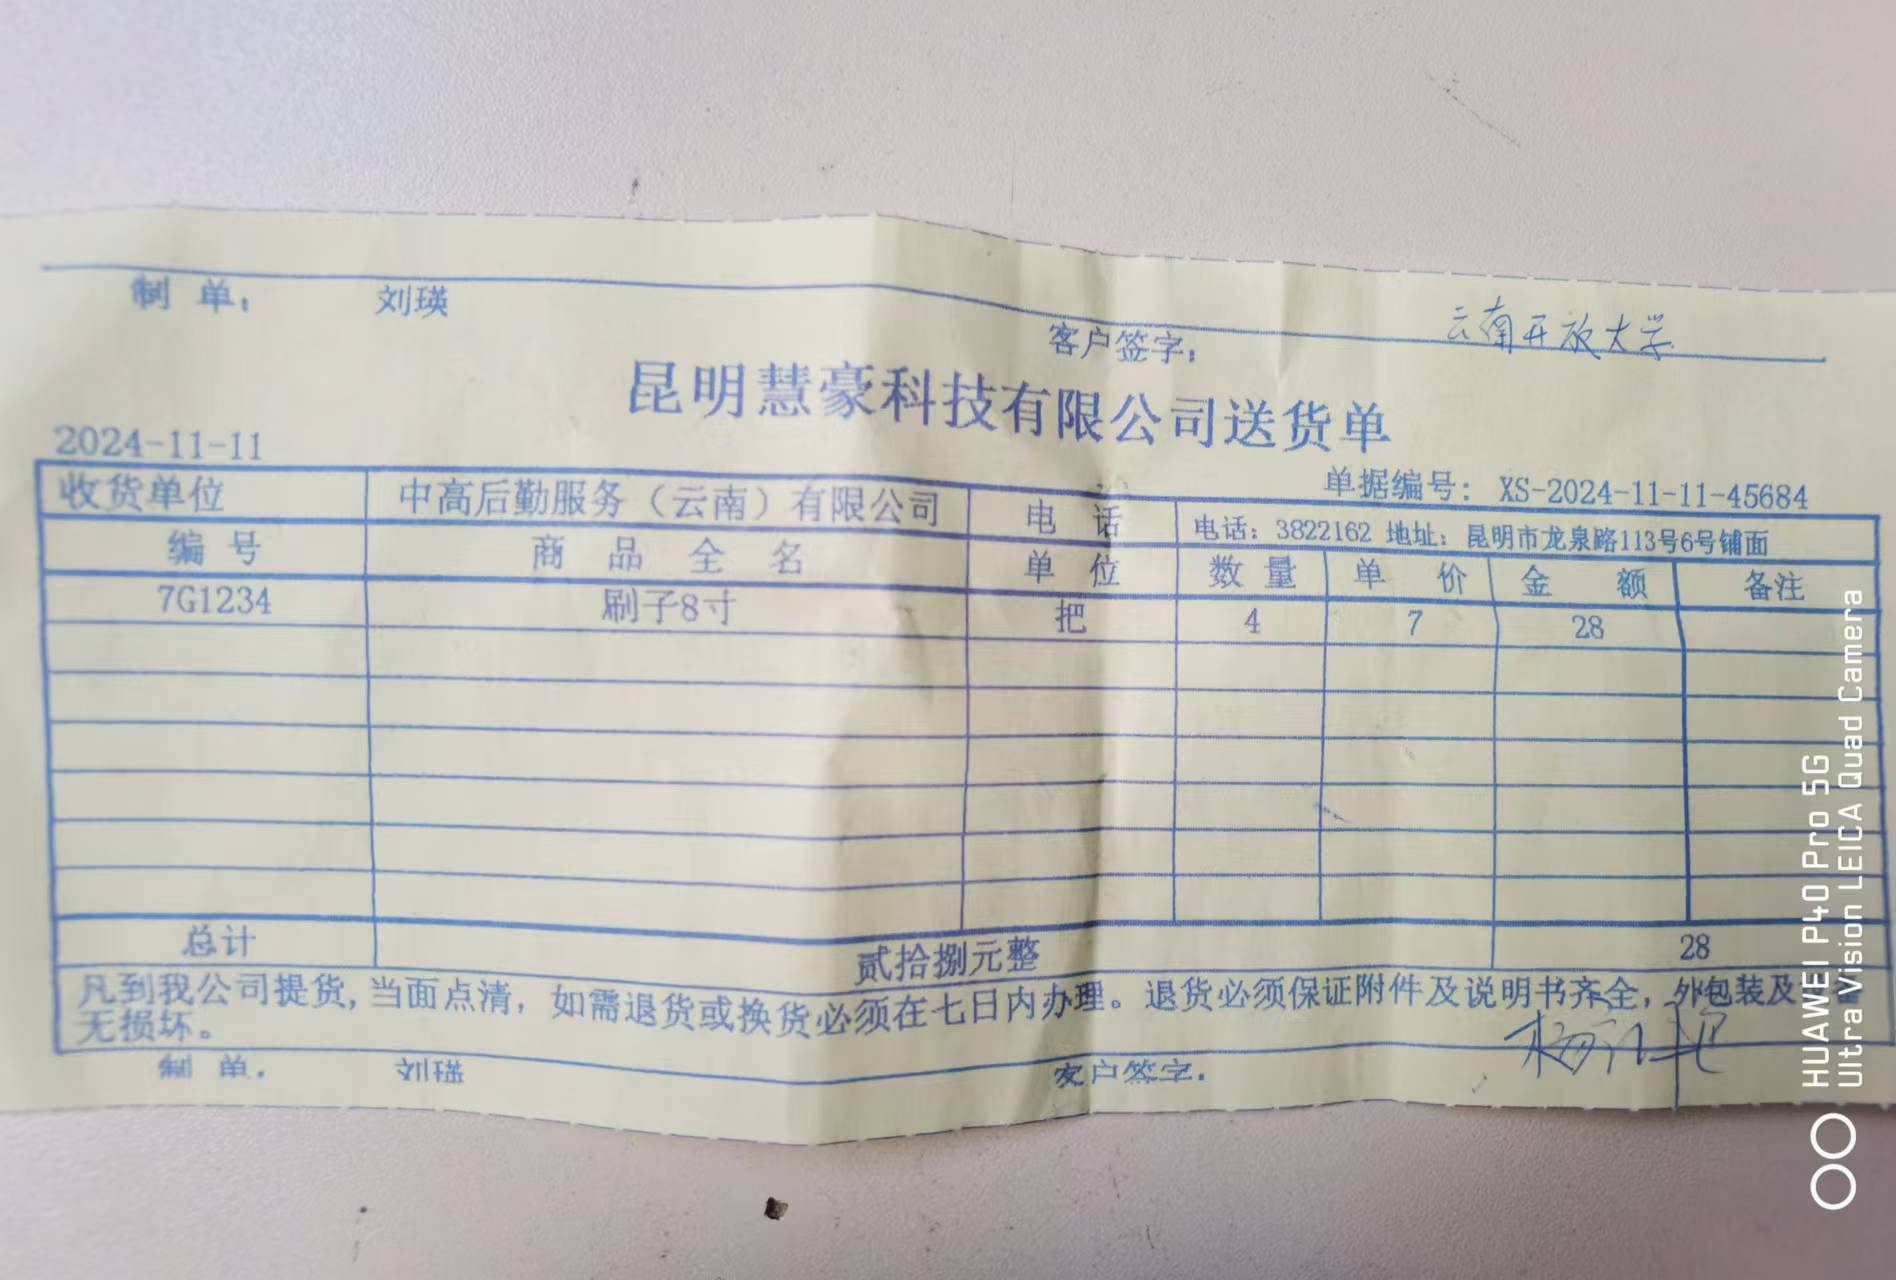 制 单： 刘瑛
客户签字： 云南开放大学
昆明慧豪科技有限公司送货单
2024-11-11
单据编号： XS-2024-11-11-45684
收货单位 中高后勤服务（云南）有限公司 电 话 电话：3822162 地址：昆明市龙泉路113号6号铺面
编 号 商 品 全 名 单 位 数 量 单 价 金 额 备注
7G1234 刷子8寸 把 4 7 28
总计 贰拾捌元整 28
凡到我公司提货，当面点清，如需退货或换货必须在七日内办理。退货必须保证附件及说明书齐全，外包装及
无损坏。
制 单： 刘瑛 客户签字：
HUAWEI P40 Pro 5G
Ultra Vision LEICA Quad Camera